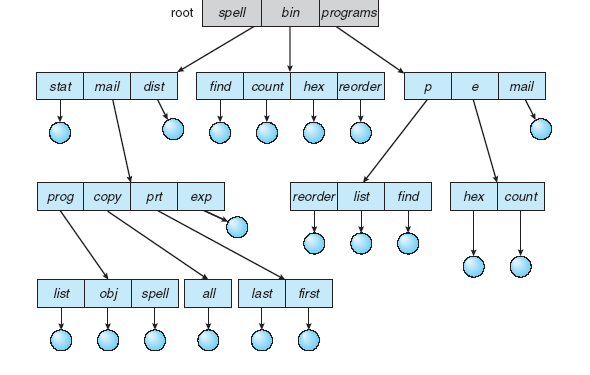 root spell bin programs
stat mail dist find count hex reorder p e mail
prog copy prt exp reorder list find hex count
list obj spell all last first